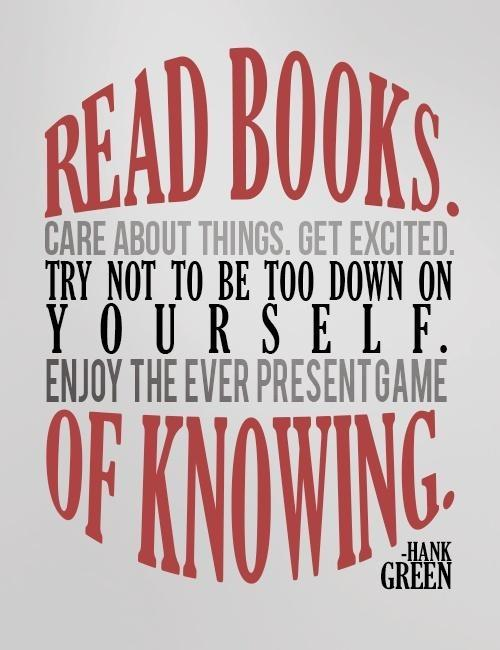 READ BOOKS.
CARE ABOUT THINGS. GET EXCITED.
TRY NOT TO BE TOO DOWN ON
YOURSELF.
ENJOY THE EVER PRESENT GAME
OF KNOWING.
-HANK
GREEN